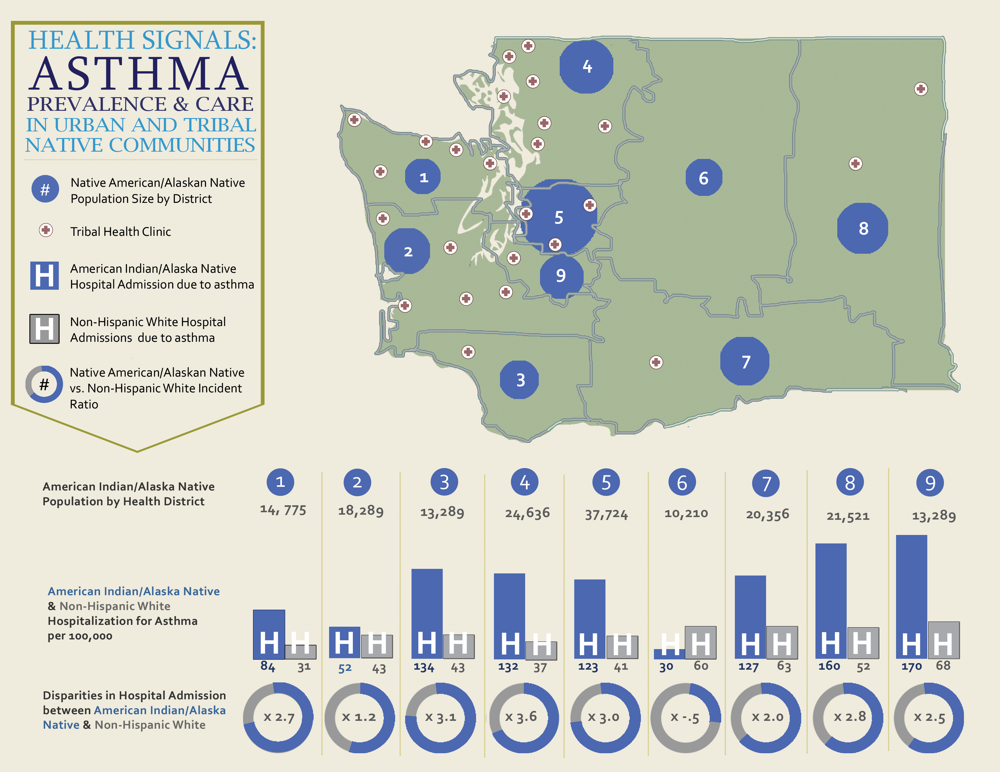 HEALTH SIGNALS:
ASTHMA
PREVALENCE & CARE
IN URBAN AND TRIBAL
NATIVE COMMUNITIES
# Native American/Alaskan Native
Population Size by District
Tribal Health Clinic
H American Indian/Alaska Native
Hospital Admission due to asthma
H Non-Hispanic White Hospital
Admissions due to asthma
# Native American/Alaskan Native
vs. Non-Hispanic White Incident
Ratio
4
1
6
5
8
2
9
7
3
American Indian/Alaska Native
Population by Health District
1 2 3 4 5 6 7 8 9
14, 775 18,289 13,289 24,636 37,724 10,210 20,356 21,521 13,289
American Indian/Alaska Native
& Non-Hispanic White
Hospitalization for Asthma
per 100,000
H H H H H H H H H H H H H H H H H H
84 31 52 43 134 43 132 37 123 41 30 60 127 63 160 52 170 68
Disparities in Hospital Admission
between American Indian/Alaska
Native & Non-Hispanic White
x 2.7 x 1.2 x 3.1 x 3.6 x 3.0 x -.5 x 2.0 x 2.8 x 2.5